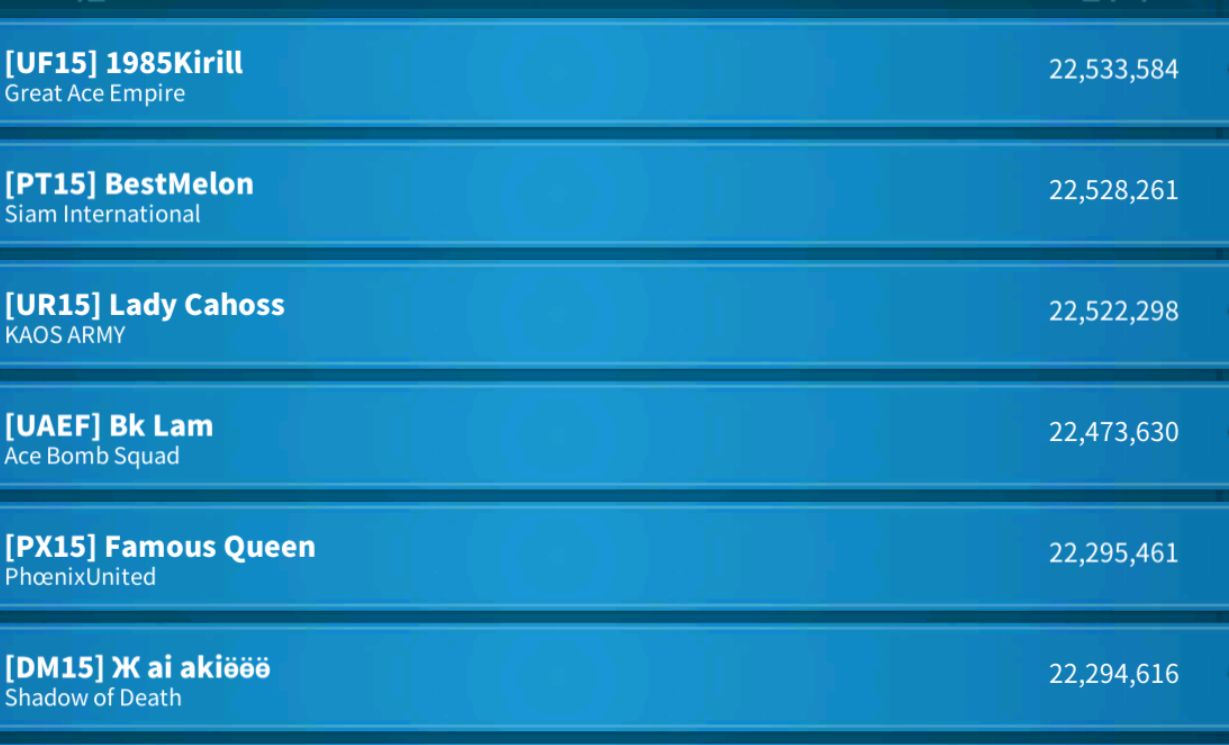 [UF15] 1985Kirill
22,533,584
Great Ace Empire
[PT15] BestMelon
22,528,261
Siam International
[UR15] Lady Cahoss
22,522,298
KAOS ARMY
[UAEF] Bk Lam
22,473,630
Ace Bomb Squad
[PX15] Famous Queen
22,295,461
PhœnixUnited
[DM15] Ж ai akiëëë
22,294,616
Shadow of Death